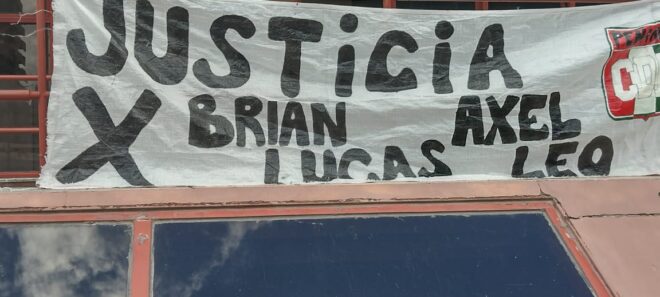 JUSTiCiA
X BRIAN AXEL
LUCAS LEO